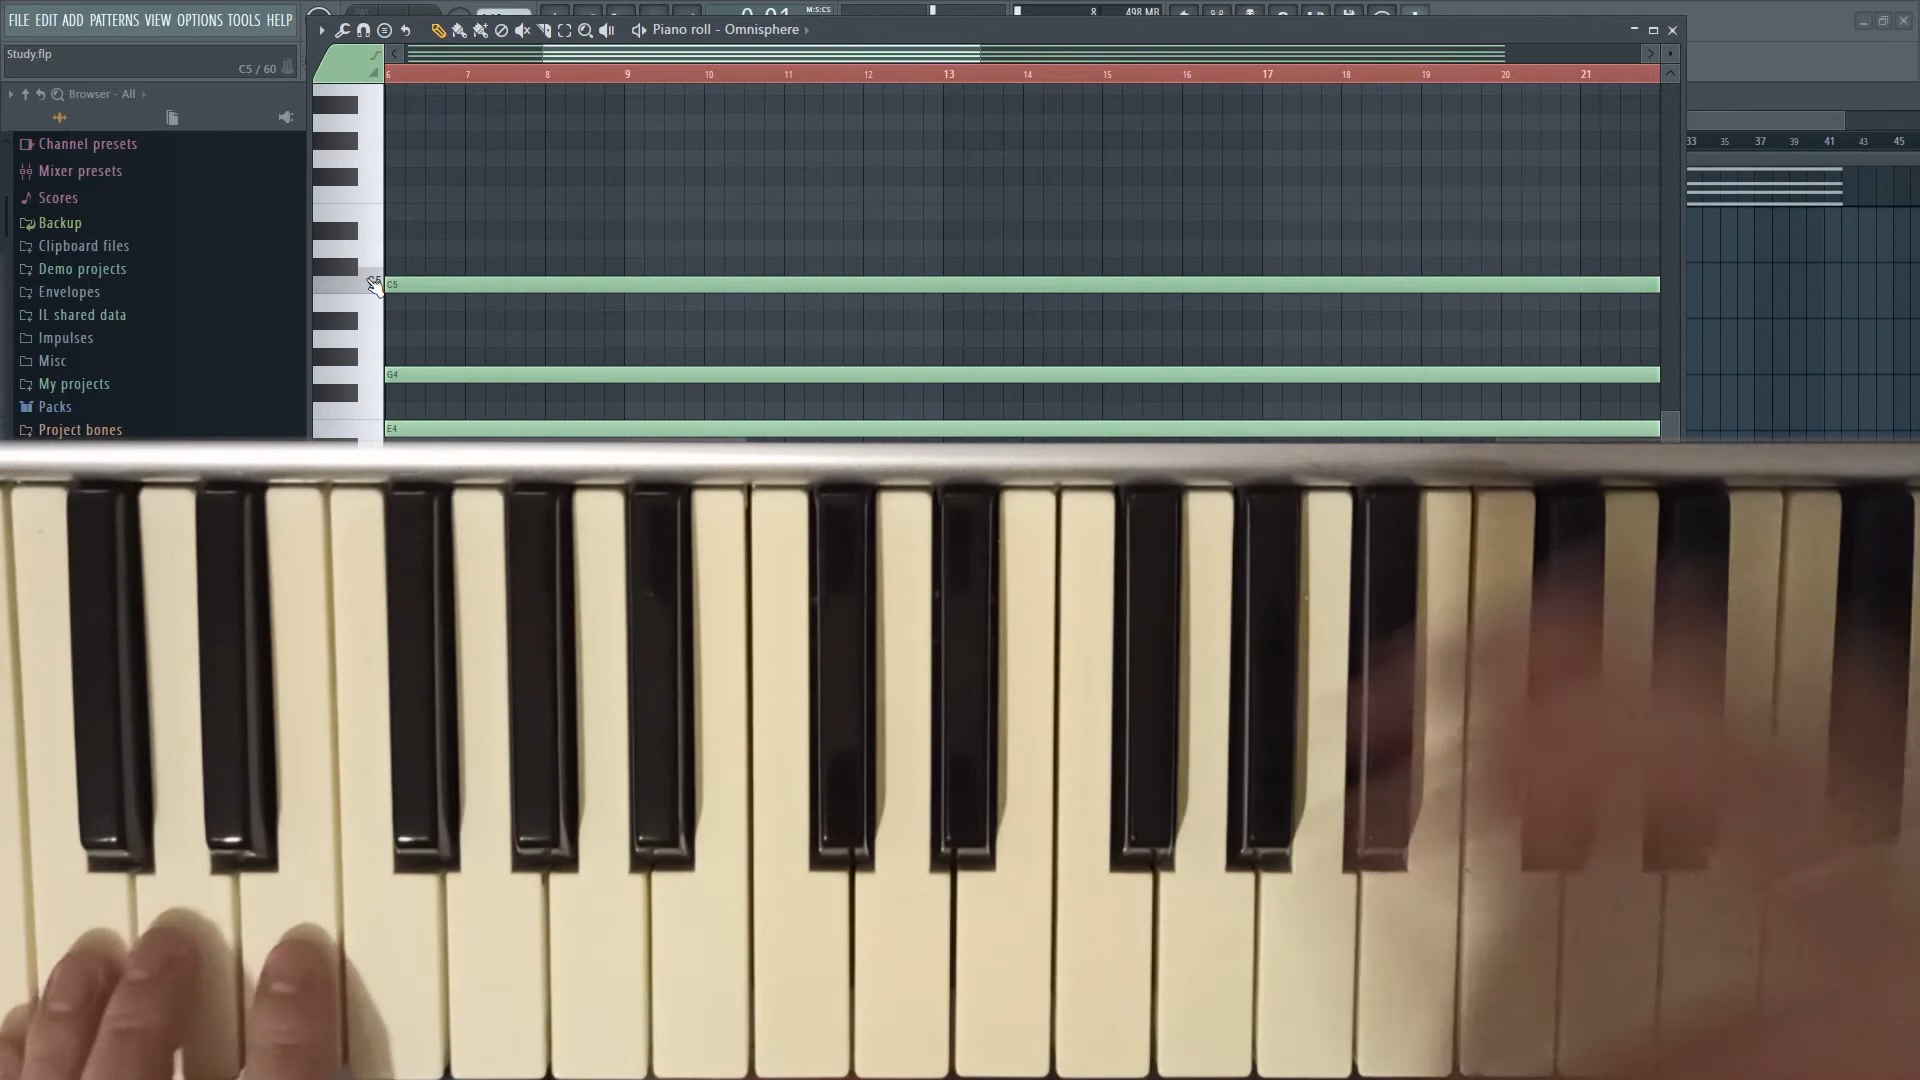 FILE EDIT ADD PATTERNS VIEW OPTIONS TOOLS HELP
M:S:CS
498 MB
Study.flp
C5 / 60
Piano roll - Omnisphere
Browser - All
6 7 8 9 10 11 12 13 14 15 16 17 18 19 20 21
33 35 37 39 41 43 45
Channel presets
Mixer presets
Scores
Backup
Clipboard files
Demo projects
Envelopes
IL shared data
Impulses
Misc
My projects
Packs
Project bones
C5
G4
E4